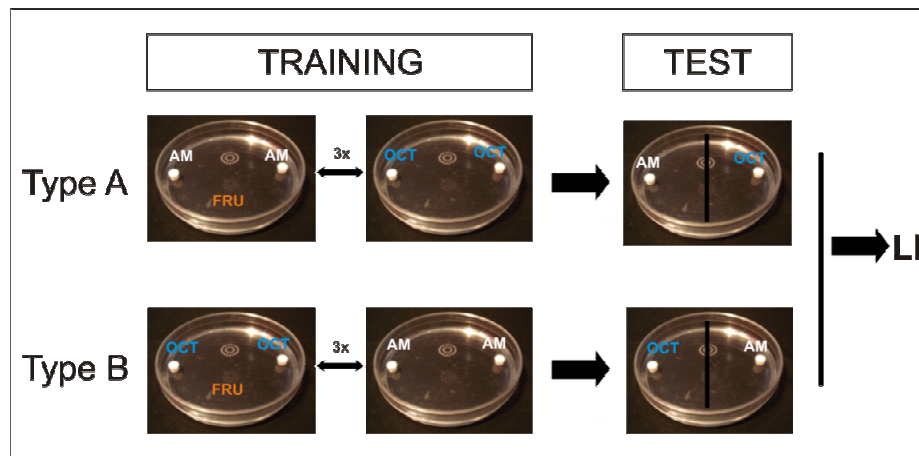 TRAINING
TEST
Type A
AM
AM
FRU
3x
OCT
OCT
AM
OCT
LI
Type B
OCT
OCT
FRU
3x
AM
AM
OCT
AM